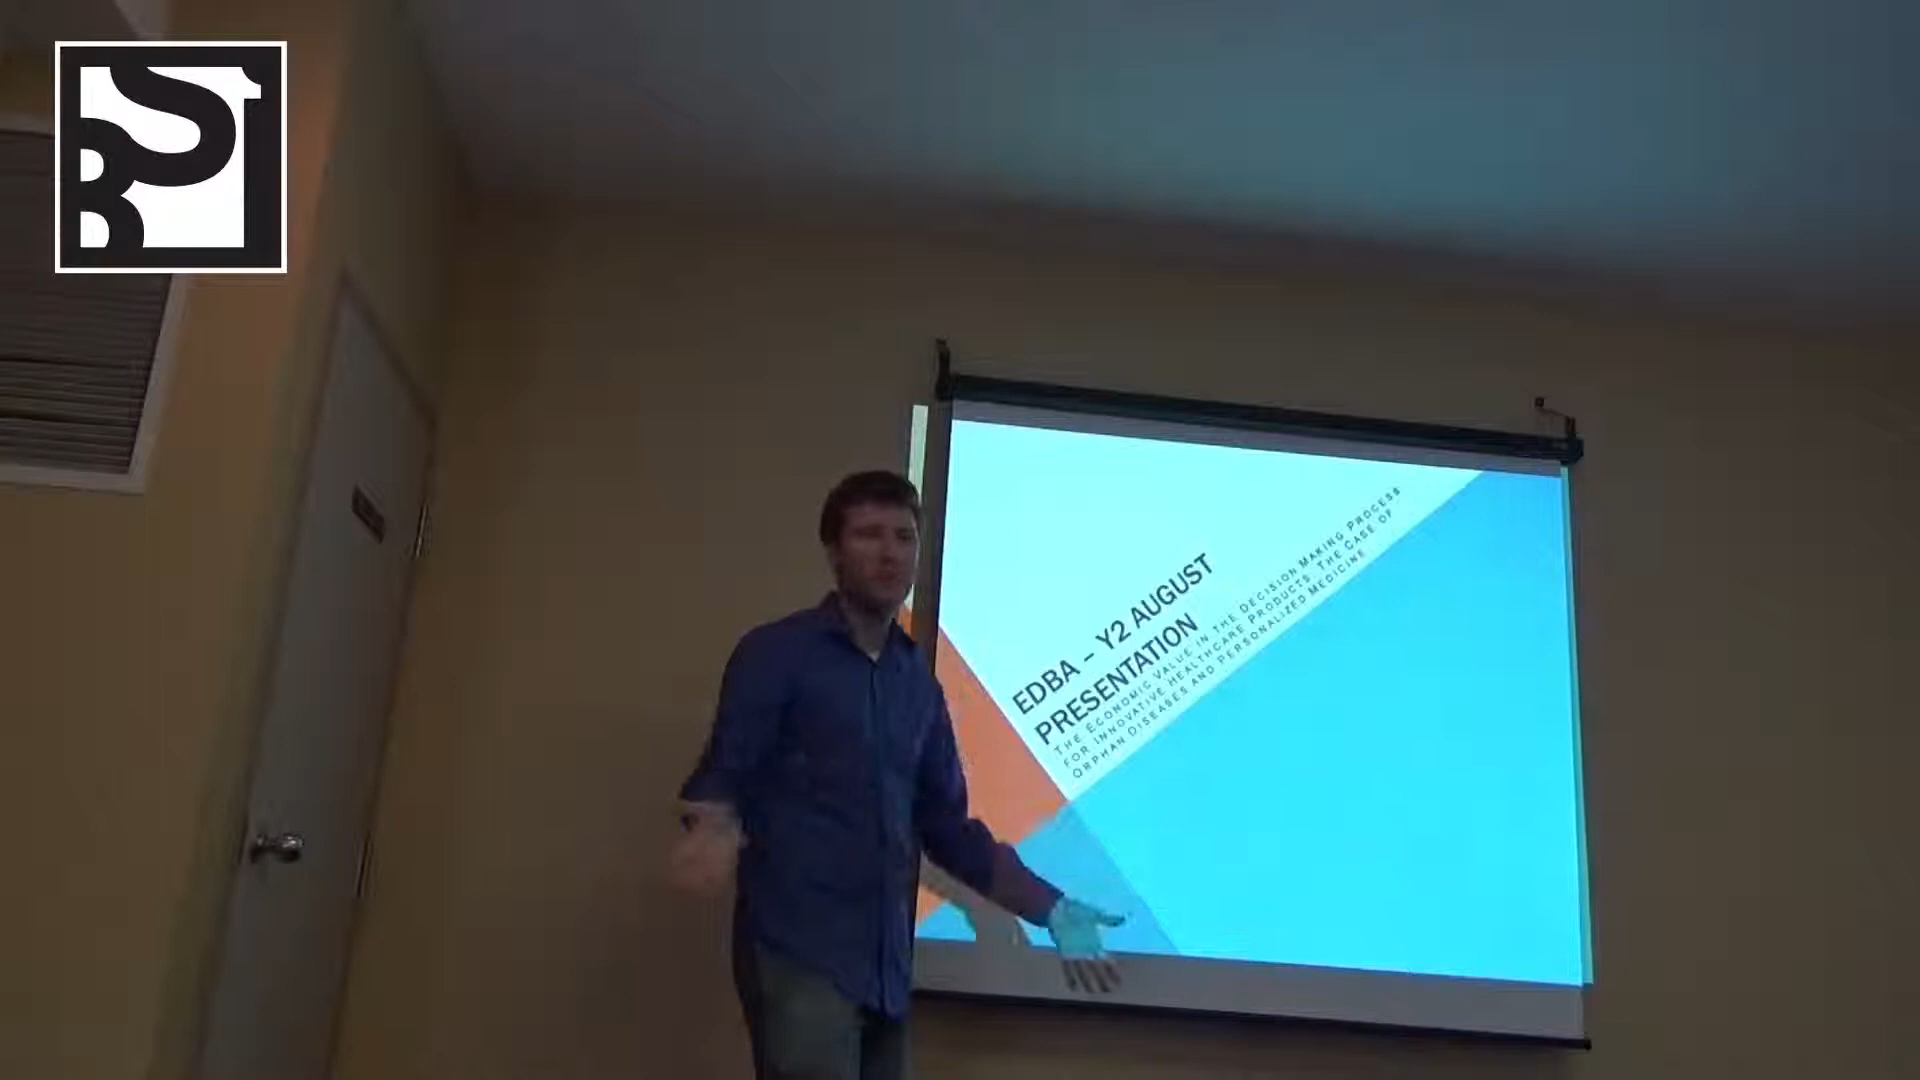 BSI
EDBA – Y2 AUGUST
PRESENTATION
THE ECONOMIC VALUE IN THE DECISION MAKING PROCESS
FOR INNOVATIVE HEALTHCARE PRODUCTS. THE CASE OF
ORPHAN DISEASES AND PERSONALIZED MEDICINE